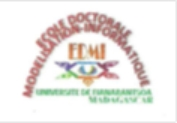 ECOLE DOCTORALE
MODELISATION-INFORMATIQUE
EDMI
UNIVERSITE DE FIANARANTSOA
MADAGASCAR